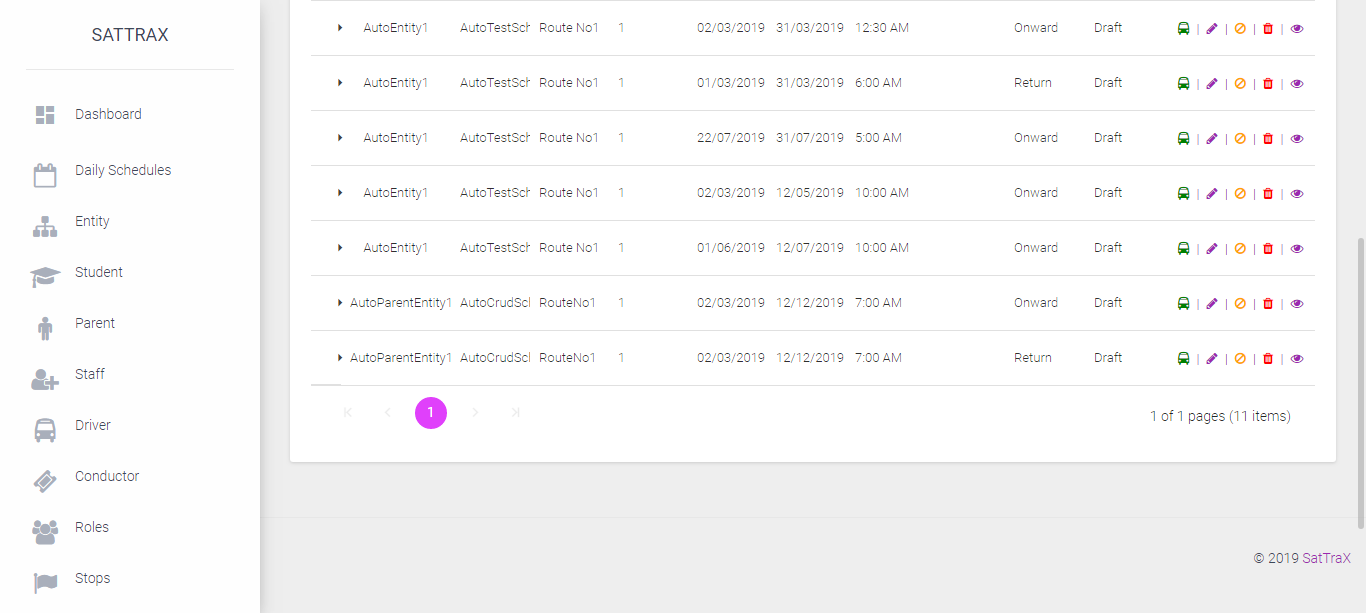 SATTRAX
Dashboard
Daily Schedules
Entity
Student
Parent
Staff
Driver
Conductor
Roles
Stops
AutoEntity1 AutoTestSch Route No1 1 02/03/2019 31/03/2019 12:30 AM Onward Draft | | | |
AutoEntity1 AutoTestSch Route No1 1 01/03/2019 31/03/2019 6:00 AM Return Draft | | | |
AutoEntity1 AutoTestSch Route No1 1 22/07/2019 31/07/2019 5:00 AM Onward Draft | | | |
AutoEntity1 AutoTestSch Route No1 1 02/03/2019 12/05/2019 10:00 AM Onward Draft | | | |
AutoEntity1 AutoTestSch Route No1 1 01/06/2019 12/07/2019 10:00 AM Onward Draft | | | |
AutoParentEntity1 AutoCrudScl RouteNo1 1 02/03/2019 12/12/2019 7:00 AM Onward Draft | | | |
AutoParentEntity1 AutoCrudScl RouteNo1 1 02/03/2019 12/12/2019 7:00 AM Return Draft | | | |
1
1 of 1 pages (11 items)
© 2019 SatTraX